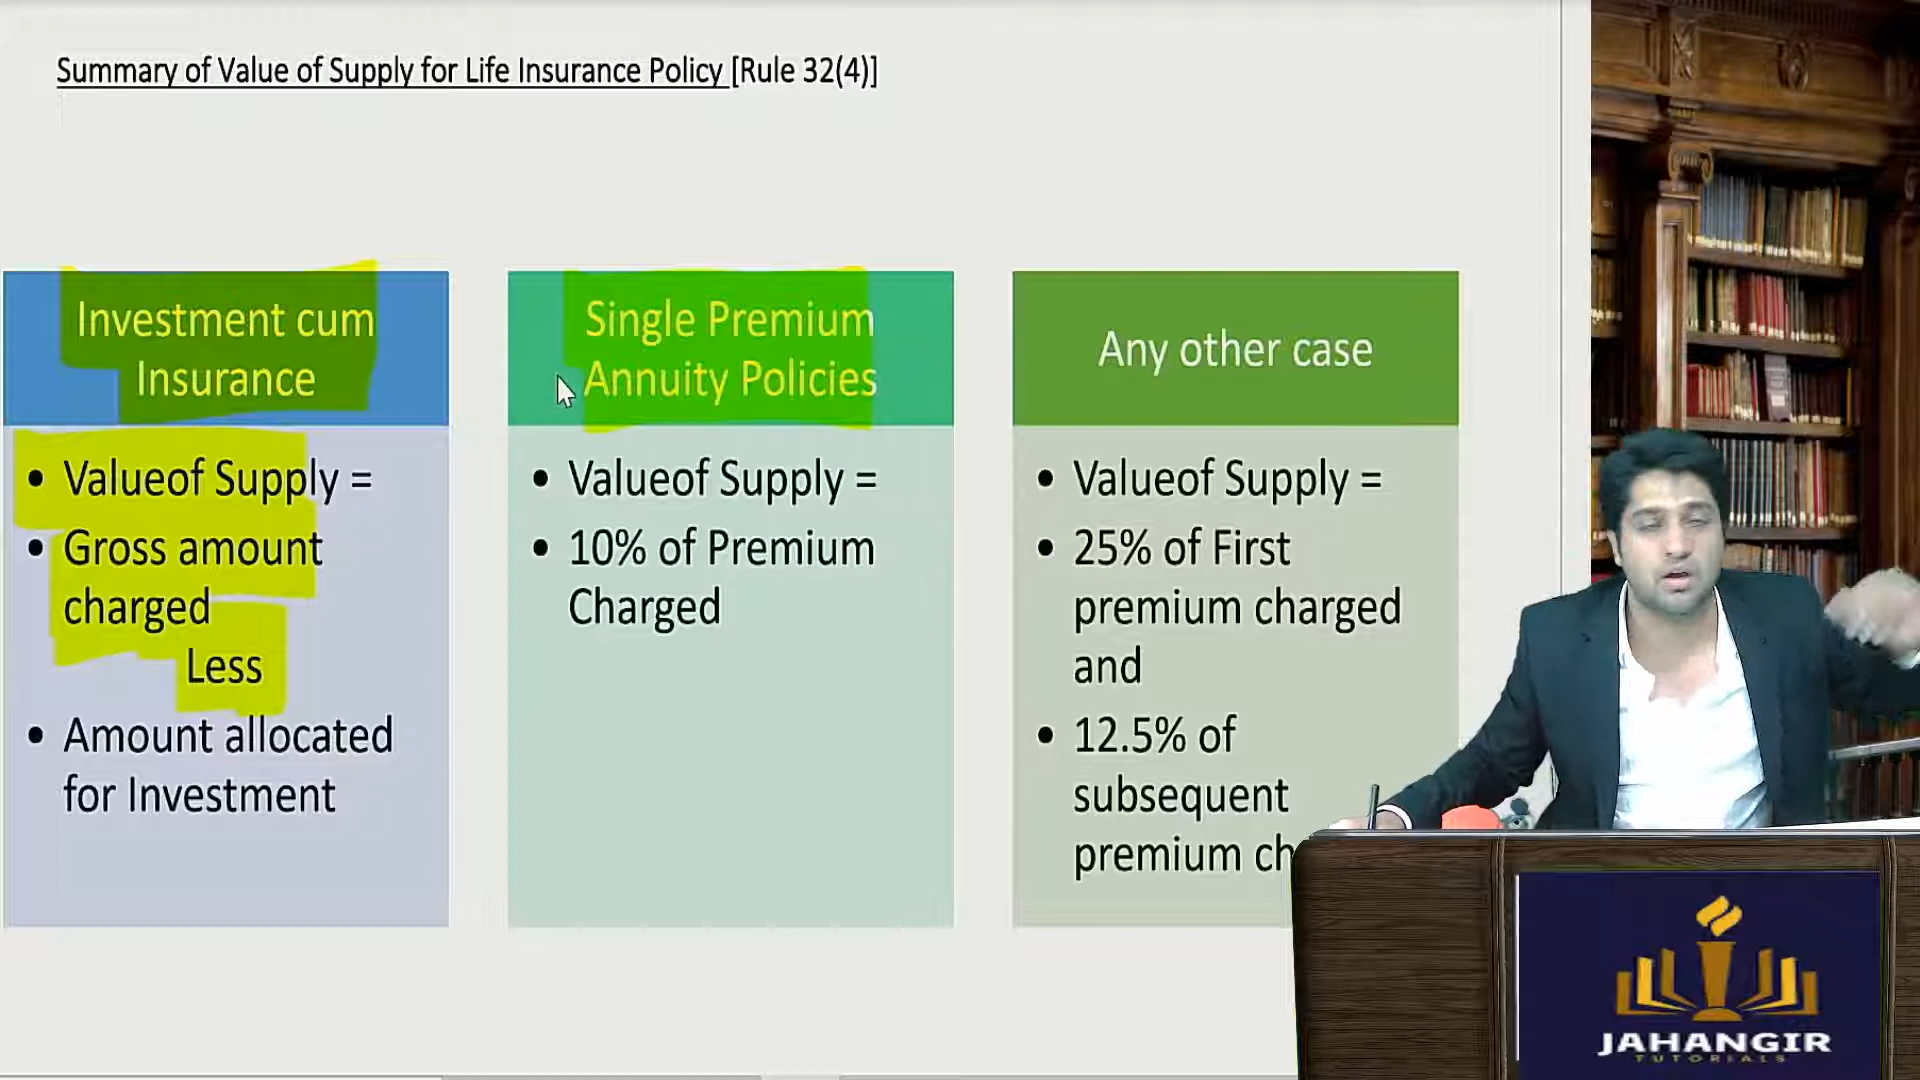 Summary of Value of Supply for Life Insurance Policy [Rule 32(4)]
Investment cum
Insurance
• Valueof Supply =
• Gross amount
charged
Less
• Amount allocated
for Investment
Single Premium
Annuity Policies
• Valueof Supply =
• 10% of Premium
Charged
Any other case
• Valueof Supply =
• 25% of First
premium charged
and
• 12.5% of
subsequent
premium ch
JAHANGIR
TUTORIALS